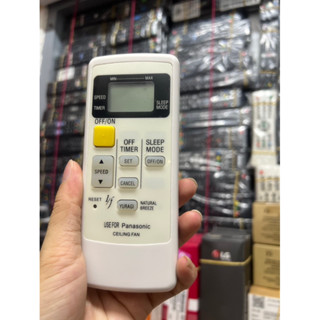 MIN MAX
SPEED
TIMER
SLEEP
MODE
OFF/ON
OFF
TIMER
SLEEP
MODE
SET
OFF/ON
▲
SPEED
▼
CANCEL
RESET
1/f
YURAGI
NATURAL
BREEZE
USE FOR Panasonic
CEILING FAN
LG